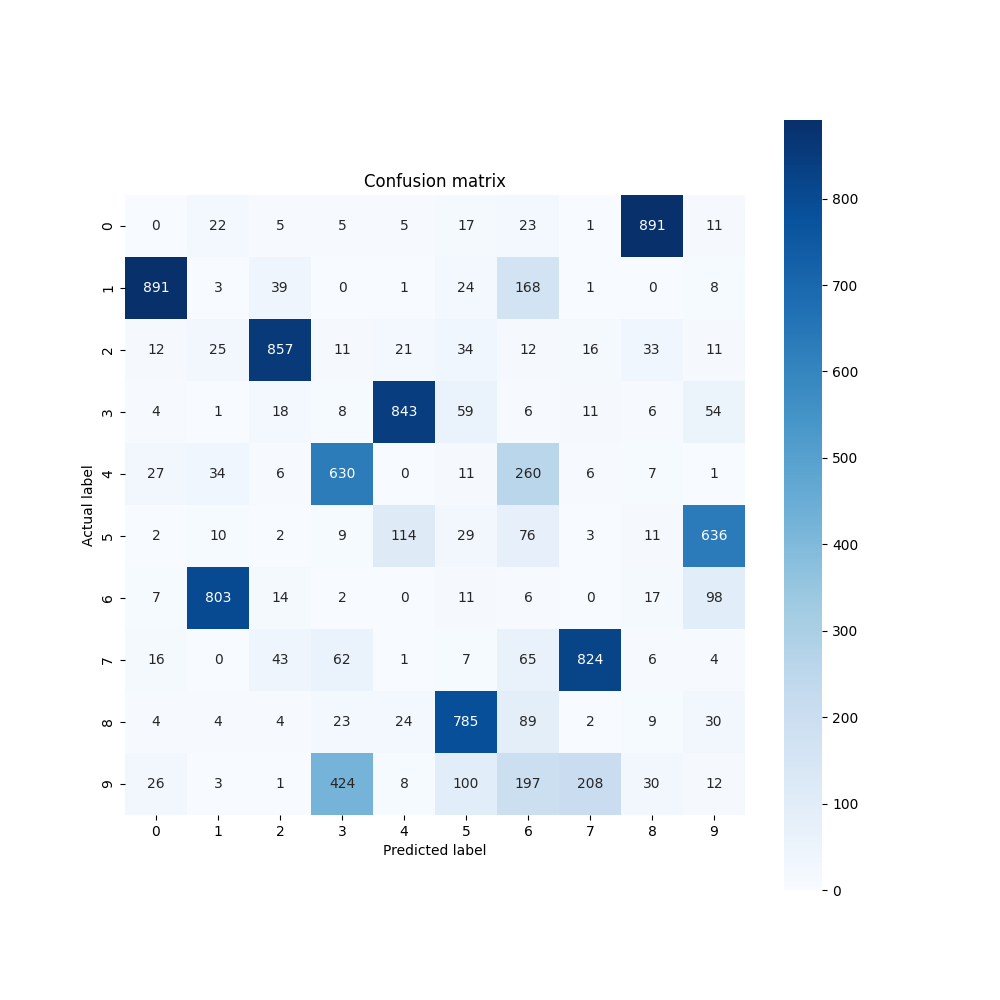 Confusion matrix
0 0 22 5 5 5 17 23 1 891 11
1 891 3 39 0 1 24 168 1 0 8
2 12 25 857 11 21 34 12 16 33 11
3 4 1 18 8 843 59 6 11 6 54
4 27 34 6 630 0 11 260 6 7 1
5 2 10 2 9 114 29 76 3 11 636
6 7 803 14 2 0 11 6 0 17 98
7 16 0 43 62 1 7 65 824 6 4
8 4 4 4 23 24 785 89 2 9 30
9 26 3 1 424 8 100 197 208 30 12
0 1 2 3 4 5 6 7 8 9
Predicted label
Actual label
800
700
600
500
400
300
200
100
0